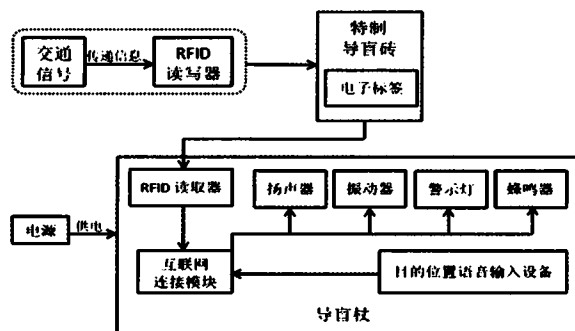 交通
信号
传递信息
RFID
读写器
特制
导盲砖
电子标签
RFID 读取器
扬声器
振动器
警示灯
蜂鸣器
电源
供电
互联网
连接模块
目的位置语音输入设备
导盲杖